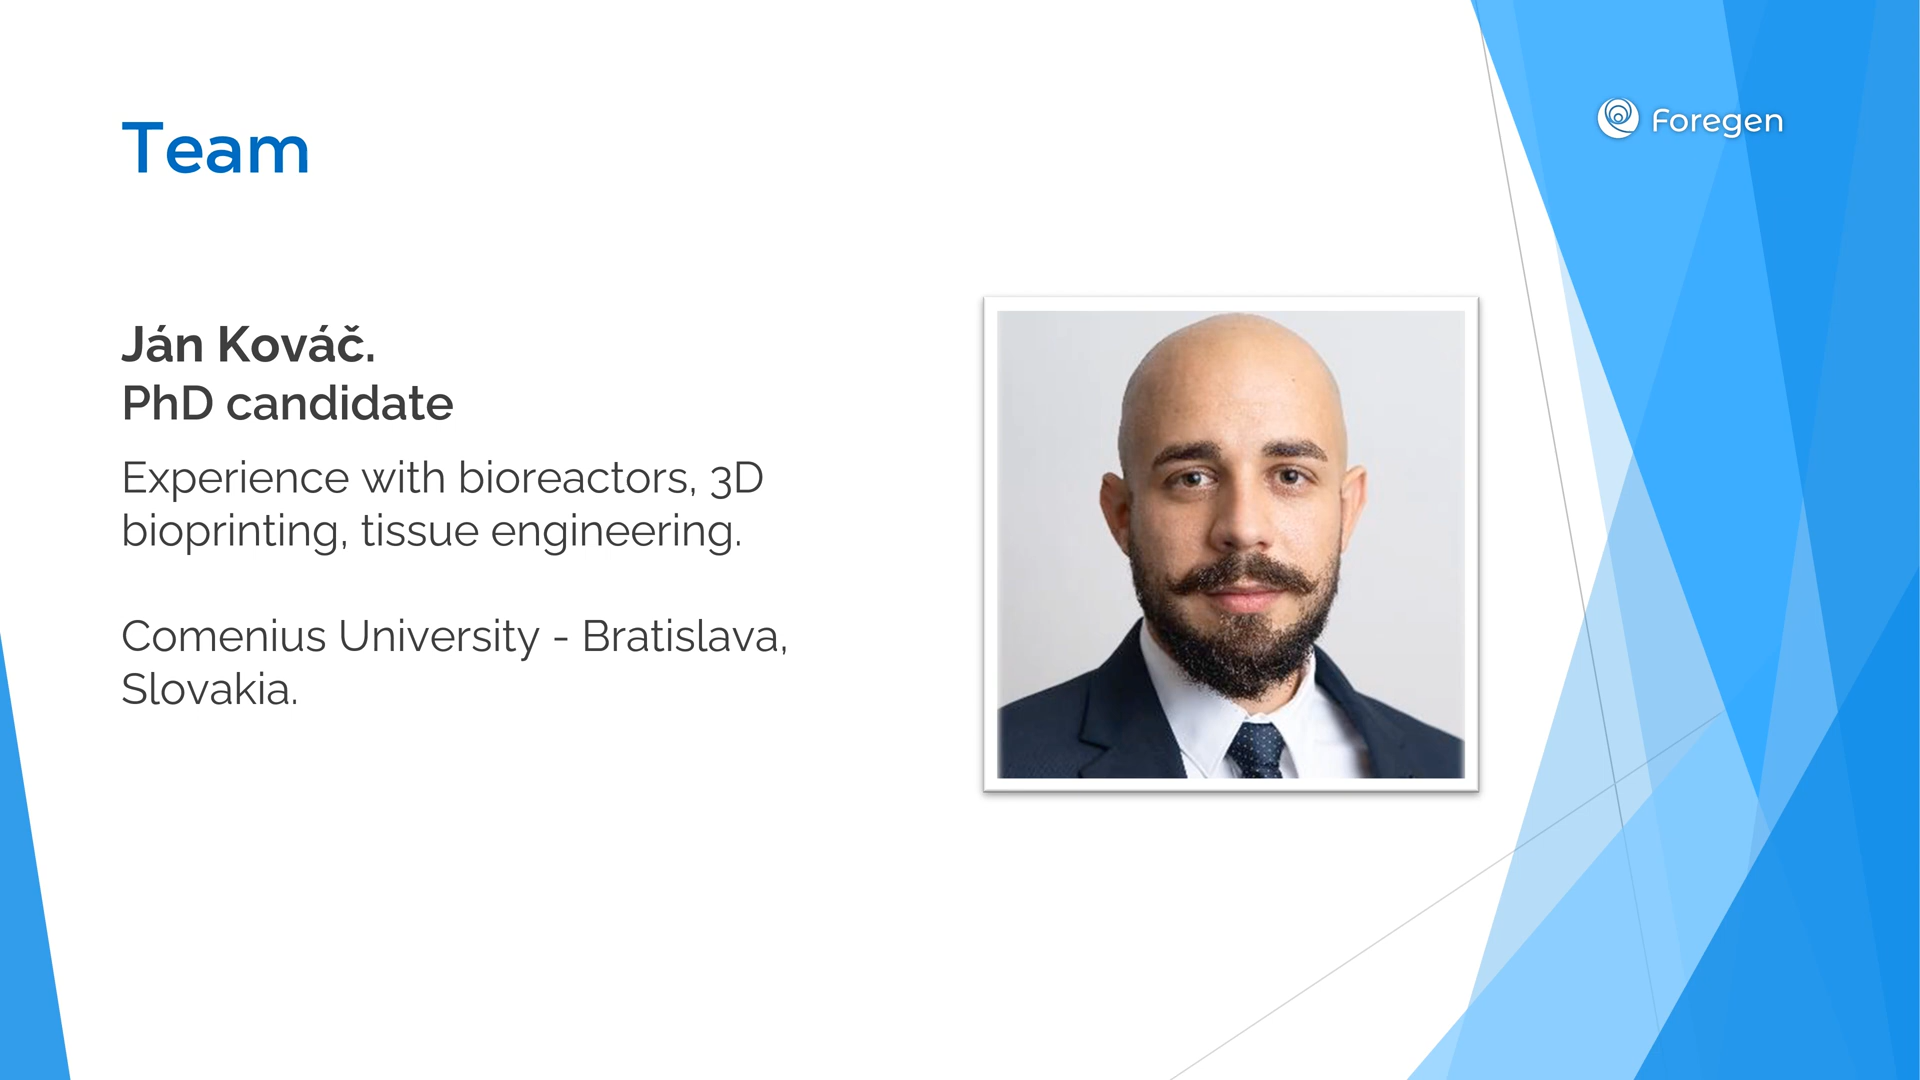 Foregen
Team
Ján Kováč.
PhD candidate
Experience with bioreactors, 3D
bioprinting, tissue engineering.
Comenius University - Bratislava,
Slovakia.